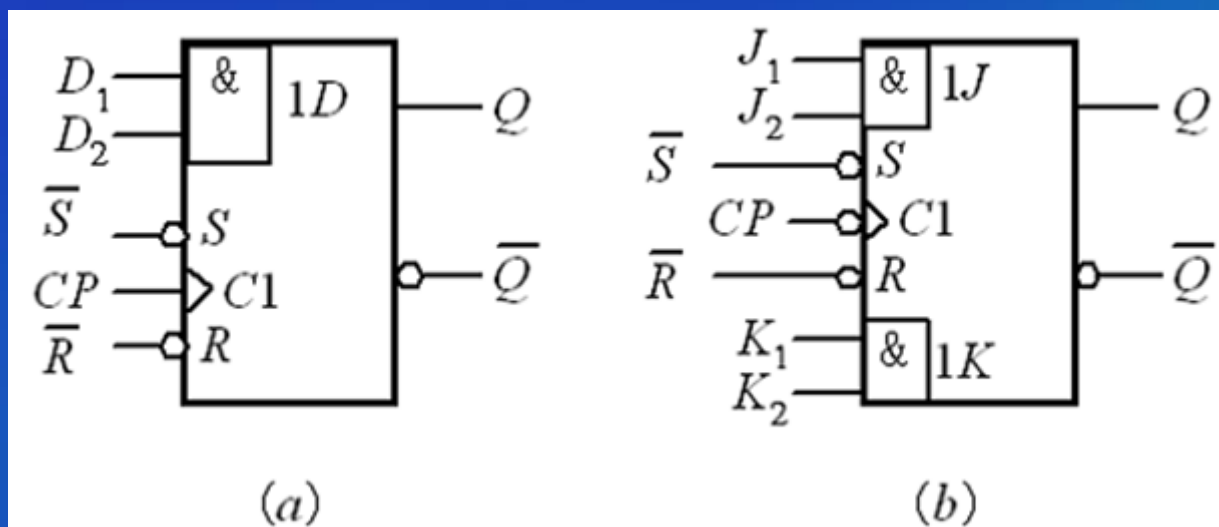 D₁ & 1D Q
D₂
S̅ S
CP C1 Q̅
R̅ R
(a)
J₁ & 1J Q
J₂
S̅ S
CP C1
R̅ R Q̅
K₁ & 1K
K₂
(b)